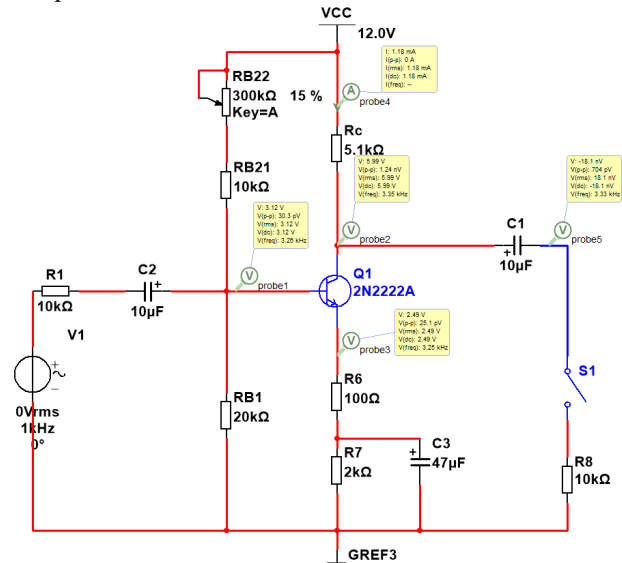 VCC
12.0V
I: 1.18 mA
I(p-p): 0 A
I(rms): 1.18 mA
I(dc): 1.18 mA
I(freq): --
A
probe4
RB22
300kΩ
Key=A
15 %
Rc
5.1kΩ
RB21
10kΩ
V: 5.99 V
V(p-p): 1.24 nV
V(rms): 5.99 V
V(dc): 5.99 V
V(freq): 3.35 kHz
V
probe2
V: -18.1 nV
V(p-p): 704 pV
V(rms): 18.1 nV
V(dc): -18.1 nV
V(freq): 3.33 kHz
V
probe5
C1
10µF
V: 3.12 V
V(p-p): 30.3 pV
V(rms): 3.12 V
V(dc): 3.12 V
V(freq): 3.26 kHz
V
probe1
R1
10kΩ
C2
10µF
Q1
2N2222A
V1
V: 2.49 V
V(p-p): 25.1 pV
V(rms): 2.49 V
V(dc): 2.49 V
V(freq): 3.25 kHz
V
probe3
0Vrms
1kHz
0°
RB1
20kΩ
R6
100Ω
R7
2kΩ
C3
47µF
S1
R8
10kΩ
GREF3